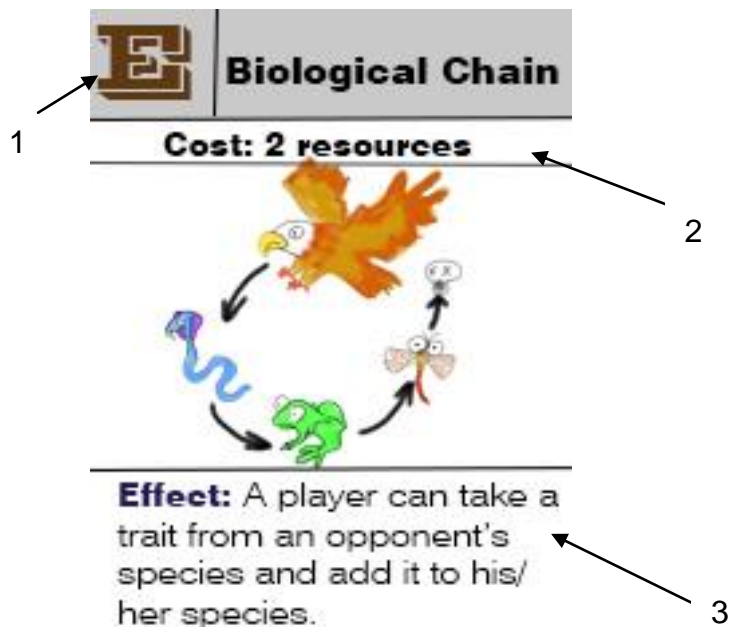 E
Biological Chain
Cost: 2 resources
1
2
Effect: A player can take a
trait from an opponent's
species and add it to his/
her species.
3